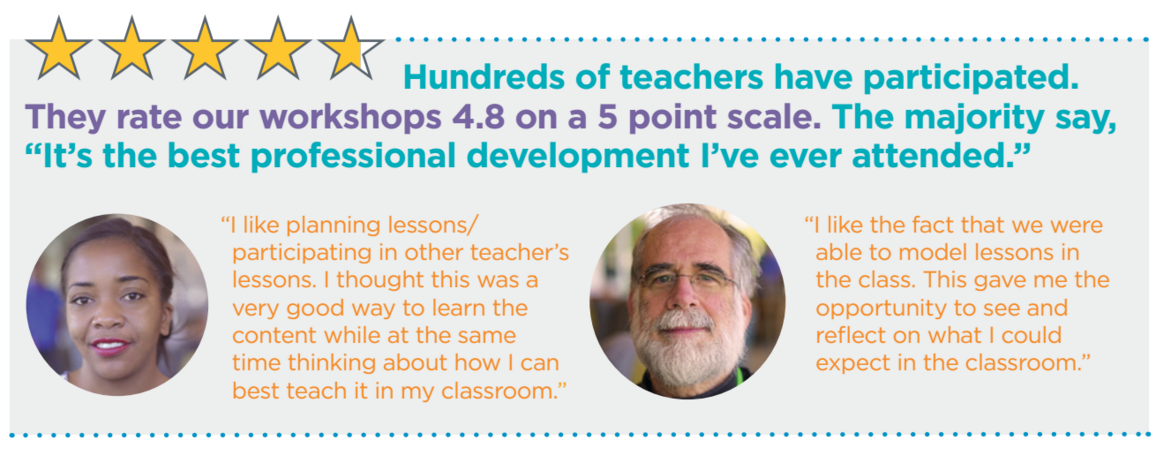 Hundreds of teachers have participated.
They rate our workshops 4.8 on a 5 point scale. The majority say,
“It’s the best professional development I’ve ever attended.”
“I like planning lessons/
participating in other teacher’s
lessons. I thought this was a
very good way to learn the
content while at the same
time thinking about how I can
best teach it in my classroom.”
“I like the fact that we were
able to model lessons in
the class. This gave me the
opportunity to see and
reflect on what I could
expect in the classroom.”